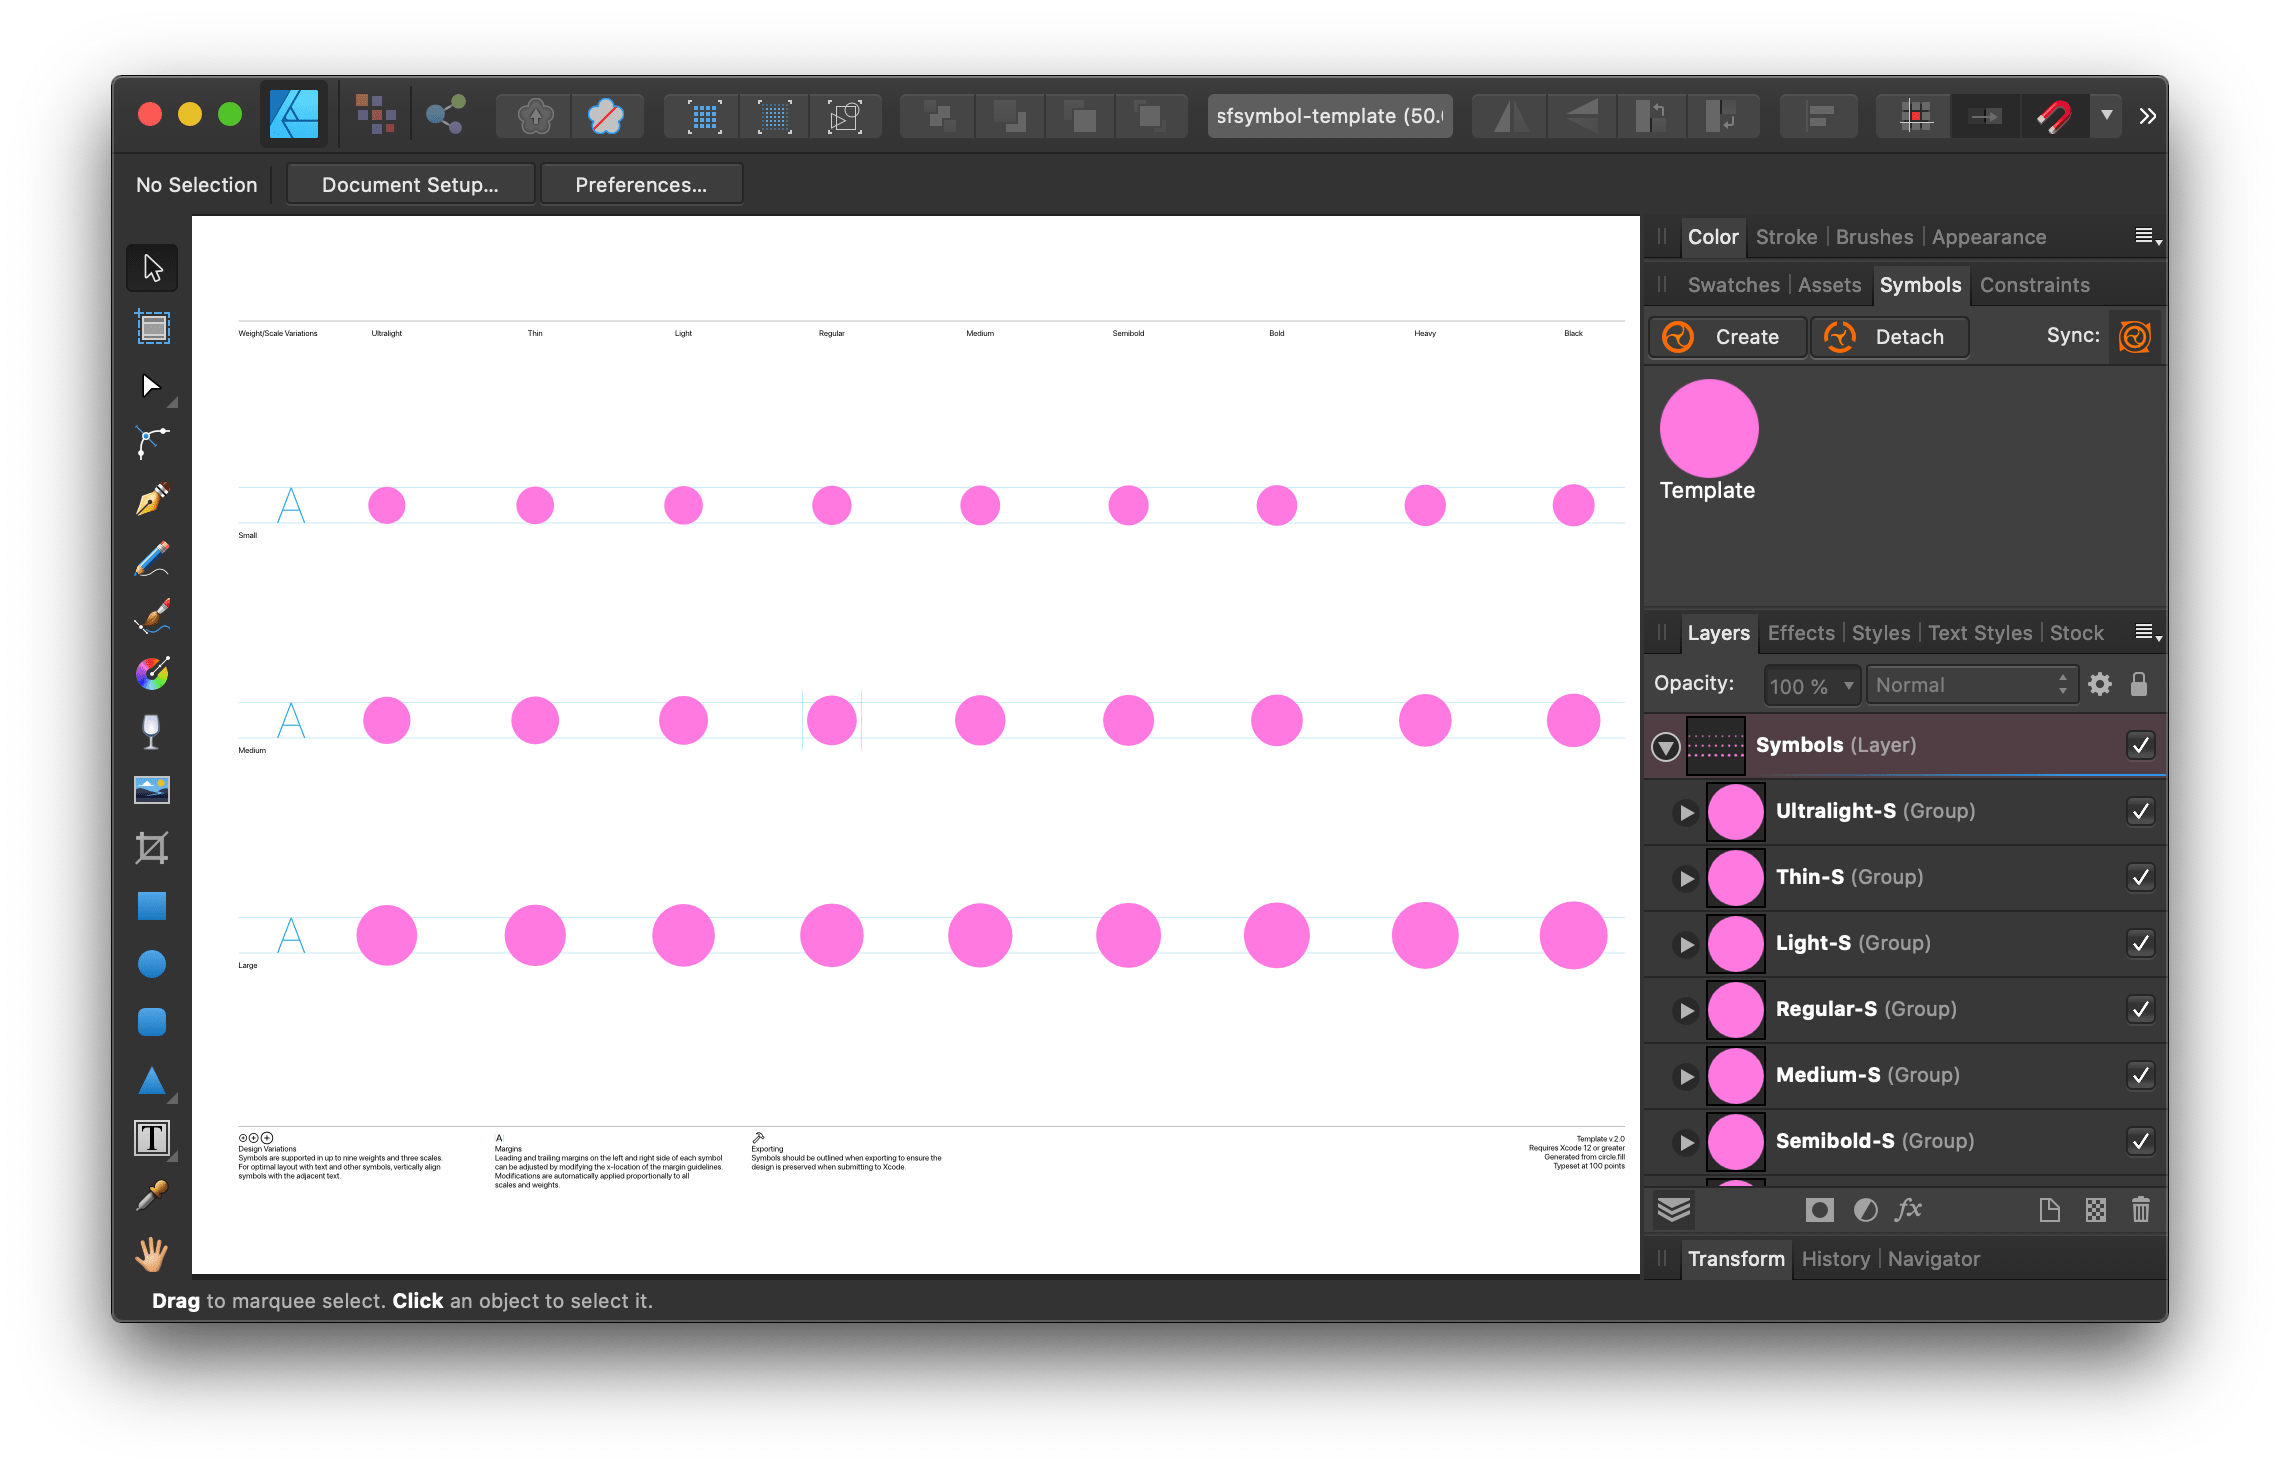 sfsymbol-template (50.
No Selection
Document Setup...
Preferences...
Color Stroke Brushes Appearance
Swatches Assets Symbols Constraints
Create
Detach
Sync:
Template
Weight/Scale Variations Ultralight Thin Light Regular Medium Semibold Bold Heavy Black
A
Small
A
Medium
A
Large
Design Variations
Symbols are supported in up to nine weights and three scales.
For optimal layout with text and other symbols, vertically align
symbols with the adjacent text.
A
Margins
Leading and trailing margins on the left and right side of each symbol
can be adjusted by modifying the x-location of the margin guidelines.
Modifications are automatically applied proportionally to all
scales and weights.
Exporting
Symbols should be outlined when exporting to ensure the
design is preserved when submitting to Xcode.
Template v.2.0
Requires Xcode 12 or greater
Generated from circle.fill
Typeset at 100 points
Layers Effects Styles Text Styles Stock
Opacity: 100 % Normal
Symbols (Layer)
Ultralight-S (Group)
Thin-S (Group)
Light-S (Group)
Regular-S (Group)
Medium-S (Group)
Semibold-S (Group)
fx
Transform History Navigator
T
Drag to marquee select. Click an object to select it.